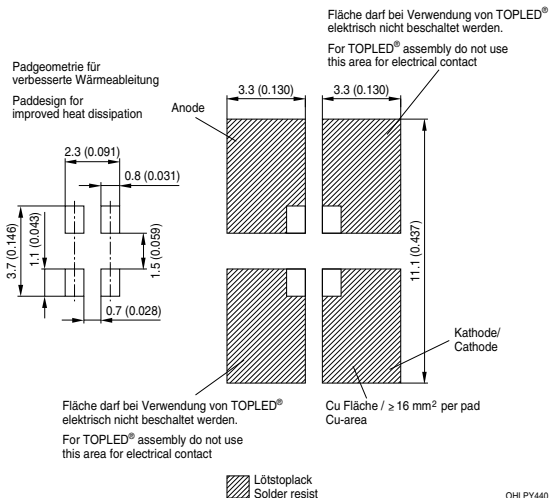 Fläche darf bei Verwendung von TOPLED®
elektrisch nicht beschaltet werden.
For TOPLED® assembly do not use
this area for electrical contact
Padgeometrie für
verbesserte Wärmeableitung
Paddesign for
improved heat dissipation
Anode
3.3 (0.130)
3.3 (0.130)
2.3 (0.091)
0.8 (0.031)
3.7 (0.146)
1.1 (0.043)
1.5 (0.059)
11.1 (0.437)
0.7 (0.028)
Kathode/
Cathode
Fläche darf bei Verwendung von TOPLED®
elektrisch nicht beschaltet werden.
For TOPLED® assembly do not use
this area for electrical contact
Cu Fläche / ≥ 16 mm² per pad
Cu-area
Lötstoplack
Solder resist
OHLPY440